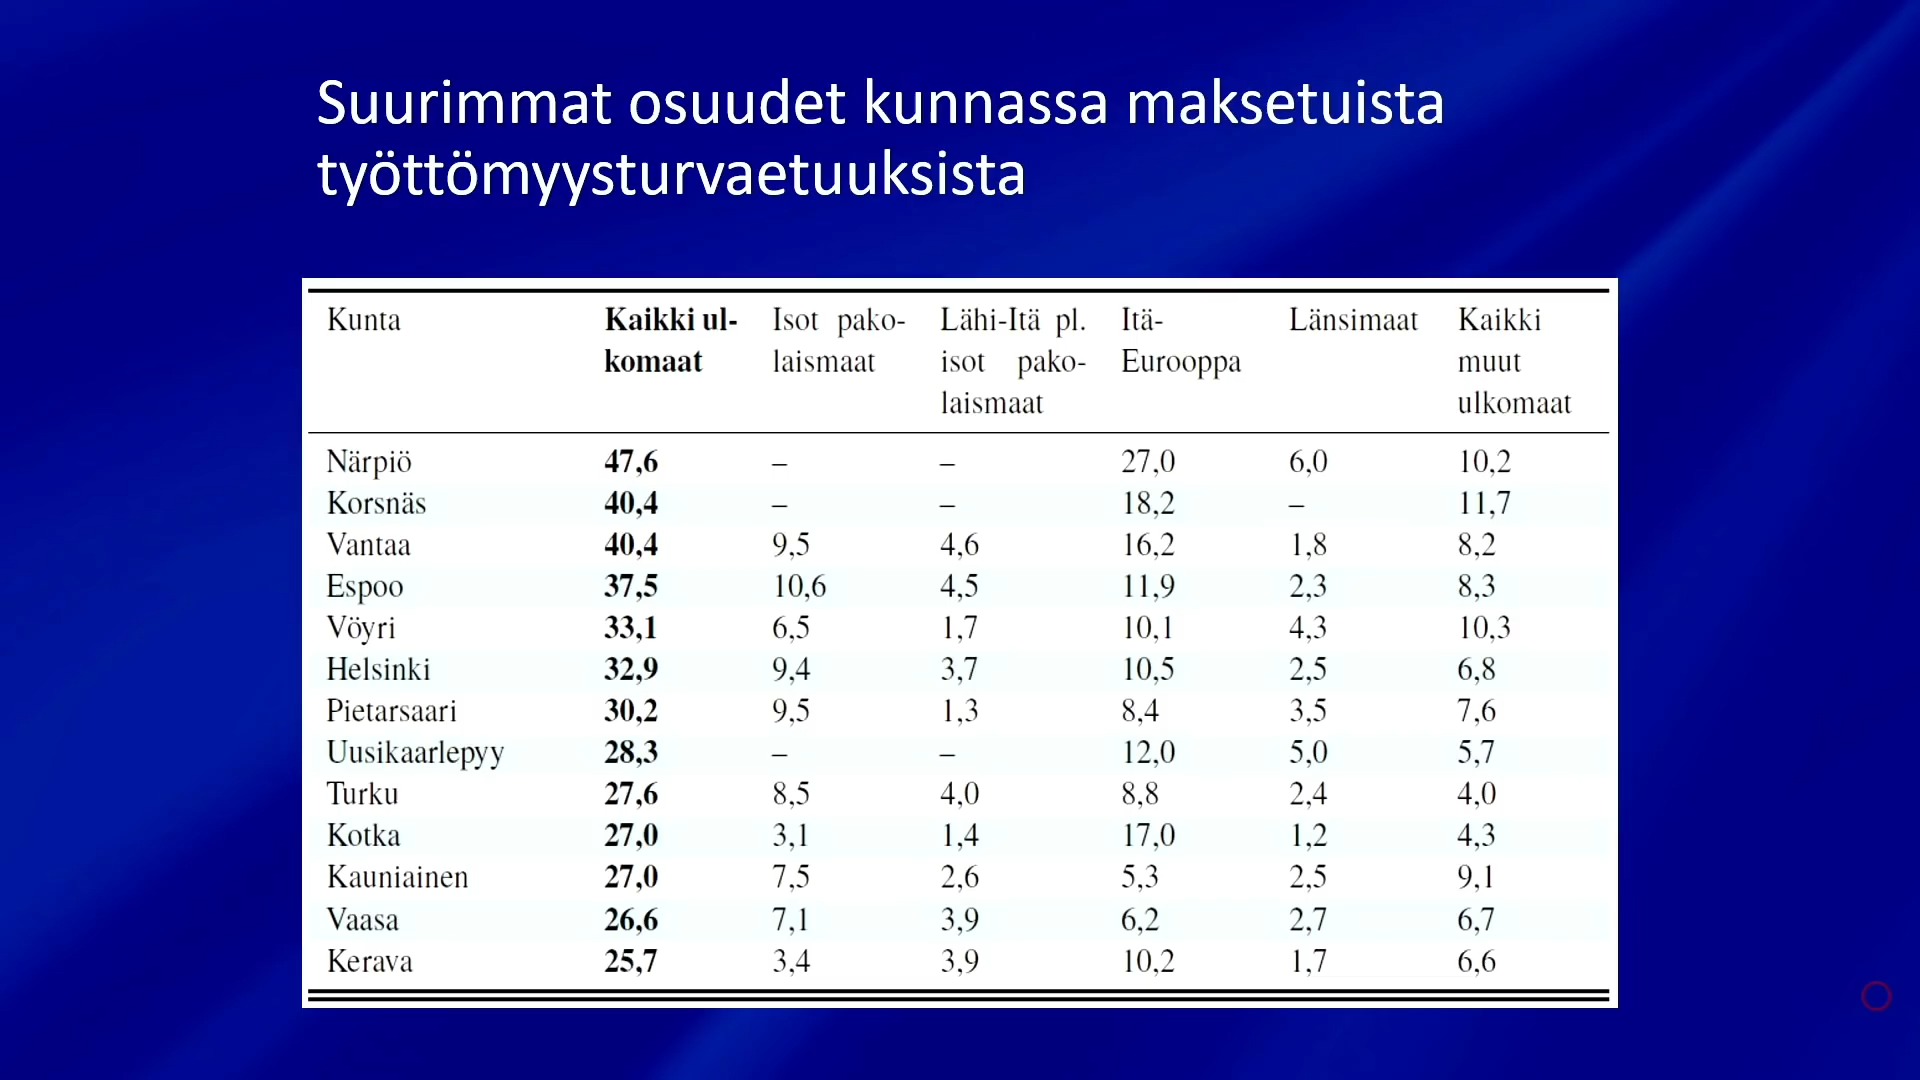 Suurimmat osuudet kunnassa maksetuista
työttömyysturvaetuuksista
Kunta Kaikki ul- Isot pako- Lähi-Itä pl. Itä- Länsimaat Kaikki
komaat laismaat isot pako- Eurooppa muut
laismaat ulkomaat
Närpiö 47,6 – – 27,0 6,0 10,2
Korsnäs 40,4 – – 18,2 – 11,7
Vantaa 40,4 9,5 4,6 16,2 1,8 8,2
Espoo 37,5 10,6 4,5 11,9 2,3 8,3
Vöyri 33,1 6,5 1,7 10,1 4,3 10,3
Helsinki 32,9 9,4 3,7 10,5 2,5 6,8
Pietarsaari 30,2 9,5 1,3 8,4 3,5 7,6
Uusikaarlepyy 28,3 – – 12,0 5,0 5,7
Turku 27,6 8,5 4,0 8,8 2,4 4,0
Kotka 27,0 3,1 1,4 17,0 1,2 4,3
Kauniainen 27,0 7,5 2,6 5,3 2,5 9,1
Vaasa 26,6 7,1 3,9 6,2 2,7 6,7
Kerava 25,7 3,4 3,9 10,2 1,7 6,6